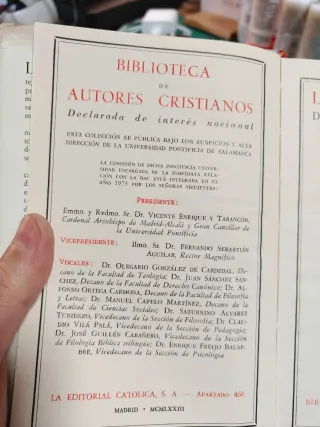 BIBLIOTECA
DE
AUTORES CRISTIANOS
Declarada de interés nacional
ESTA COLECCIÓN SE PUBLICA BAJO LOS AUSPICIOS Y ALTA
DIRECCIÓN DE LA UNIVERSIDAD PONTIFICIA DE SALAMANCA
LA COMISIÓN DE DICHA PONTIFICIA UNIVER-
SIDAD ENCARGADA DE LA INMEDIATA RELA-
CIÓN CON LA BAC ESTÁ INTEGRADA EN EL
AÑO 1973 POR LOS SEÑORES SIGUIENTES:
PRESIDENTE:
Emmo. y Rvdmo. Sr. Dr. VICENTE ENRIQUE Y TARANCÓN,
Cardenal Arzobispo de Madrid-Alcalá y Gran Canciller de
la Universidad Pontificia
VICEPRESIDENTE: Ilmo. Sr. Dr. FERNANDO SEBASTIÁN
AGUILAR, Rector Magnífico
VOCALES: Dr. OLEGARIO GONZÁLEZ DE CARDEDAL, De-
cano de la Facultad de Teología; Dr. JUAN SÁNCHEZ SÁN-
CHEZ, Decano de la Facultad de Derecho Canónico; Dr. AL-
FONSO ORTEGA CARMONA, Decano de la Facultad de Filosofía
y Letras; Dr. MANUEL CAPELO MARTÍNEZ, Decano de la
Facultad de Ciencias Sociales; Dr. SATURNINO ALVAREZ
TURIENZO, Vicedecano de la Sección de Filosofía; Dr. CLAU-
DIO VILÁ PALÁ, Vicedecano de la Sección de Pedagogía;
Dr. JOSÉ GUILLÉN CABAÑERO, Vicedecano de la Sección
de Filología Bíblica trilingüe; Dr. ENRIQUE FREIJO BALSE-
BRE, Vicedecano de la Sección de Psicología
LA EDITORIAL CATOLICA, S. A. — APARTADO 466
MADRID • MCMLXXIII